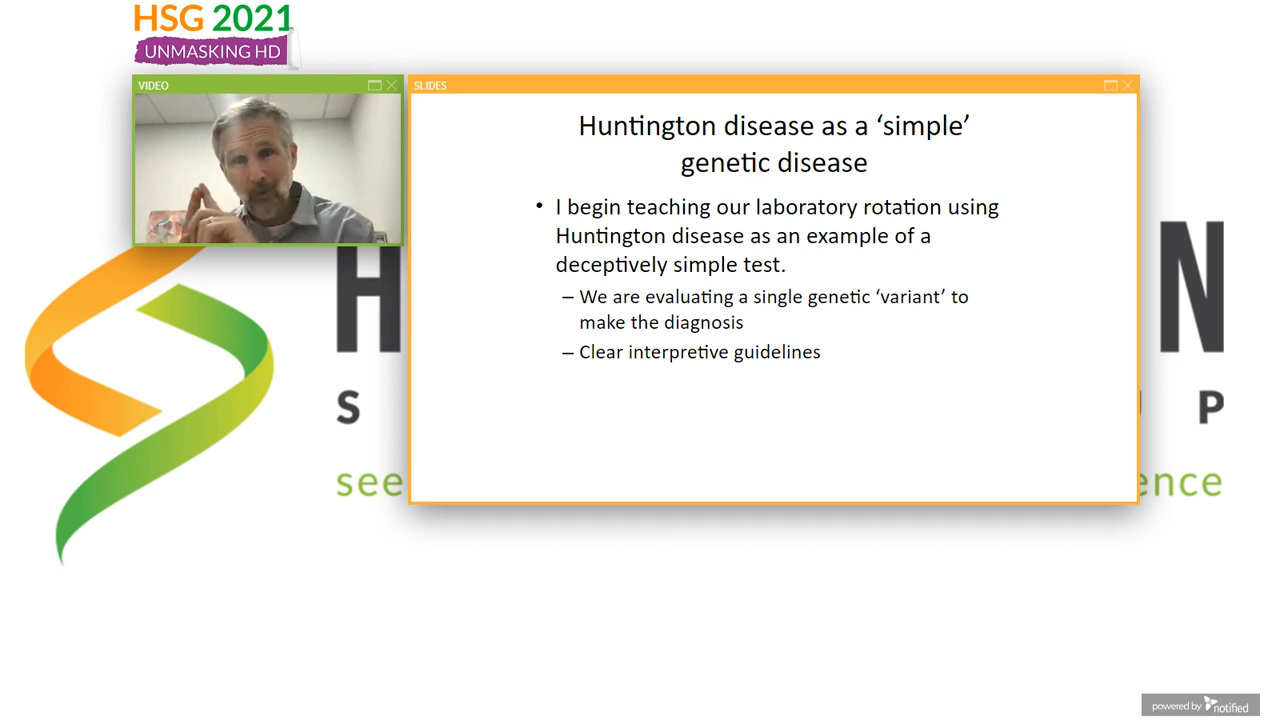 HSG 2021
UNMASKING HD
VIDEO
SLIDES
Huntington disease as a ‘simple’
genetic disease
• I begin teaching our laboratory rotation using
Huntington disease as an example of a
deceptively simple test.
– We are evaluating a single genetic ‘variant’ to
make the diagnosis
– Clear interpretive guidelines
H
N
S
P
see
ence
powered by notified